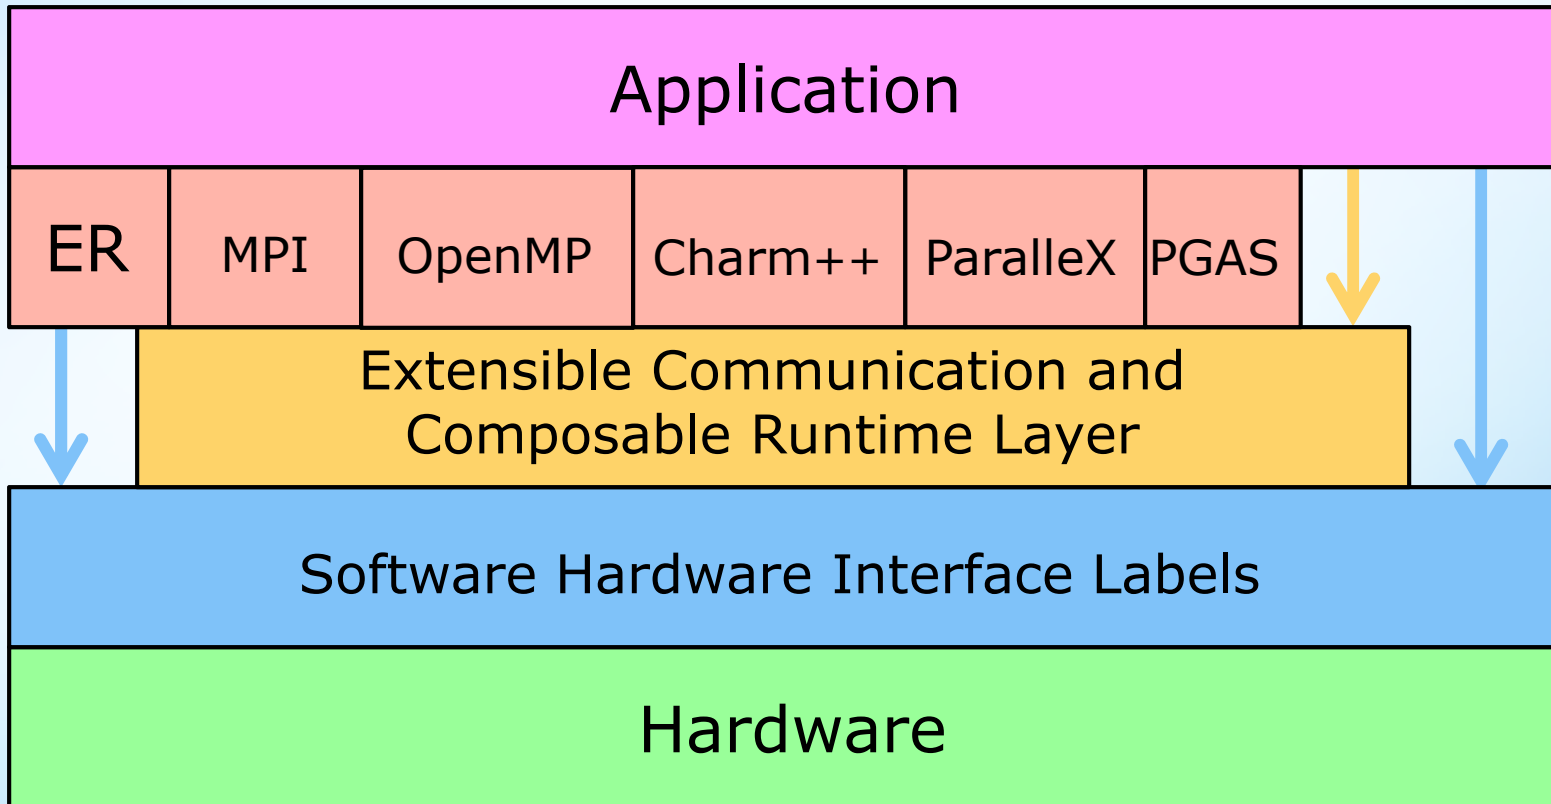 Application
ER MPI OpenMP Charm++ ParalleX PGAS
Extensible Communication and
Composable Runtime Layer
Software Hardware Interface Labels
Hardware